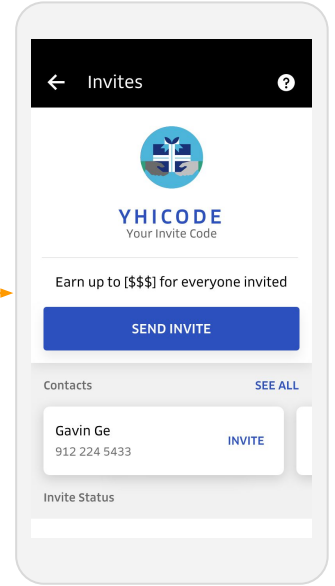 Invites
?
YHICODE
Your Invite Code
Earn up to [$$$] for everyone invited
SEND INVITE
Contacts
SEE ALL
Gavin Ge
INVITE
912 224 5433
Invite Status